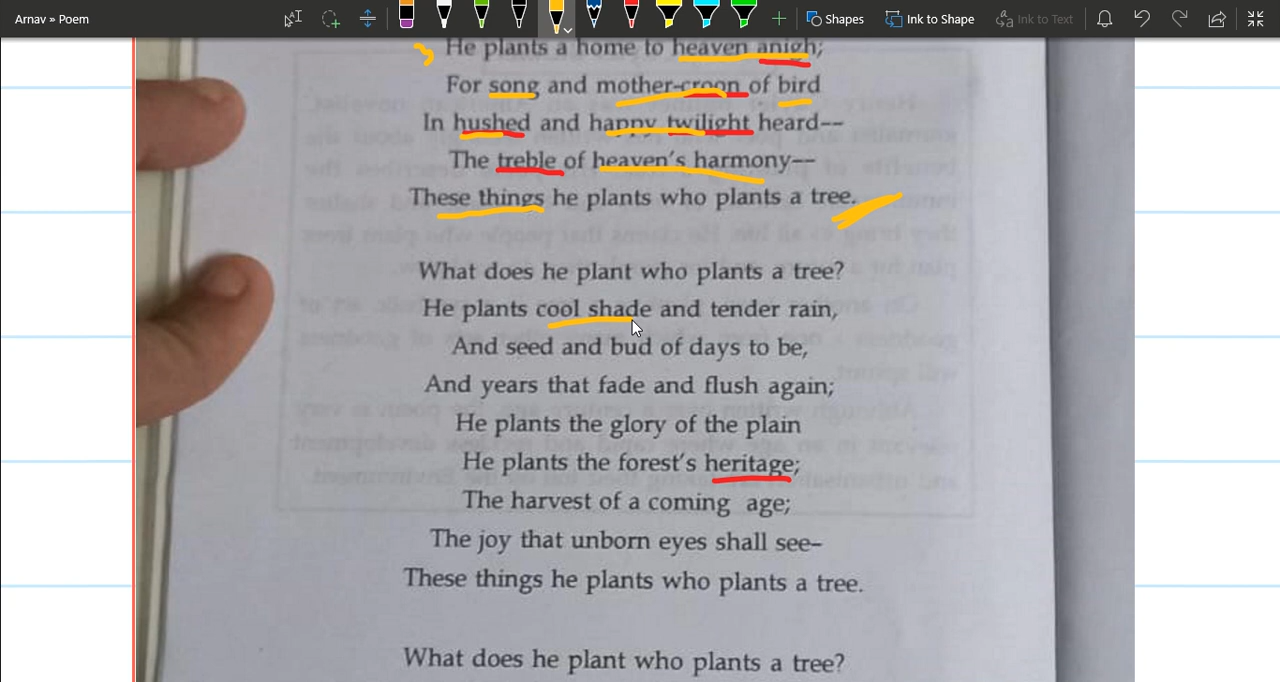 Arnav » Poem
Shapes
Ink to Shape
Ink to Text
He plants a home to heaven anigh;
For song and mother-croon of bird
In hushed and happy twilight heard--
The treble of heaven's harmony--
These things he plants who plants a tree.
What does he plant who plants a tree?
He plants cool shade and tender rain,
And seed and bud of days to be,
And years that fade and flush again;
He plants the glory of the plain
He plants the forest's heritage;
The harvest of a coming age;
The joy that unborn eyes shall see–
These things he plants who plants a tree.
What does he plant who plants a tree?